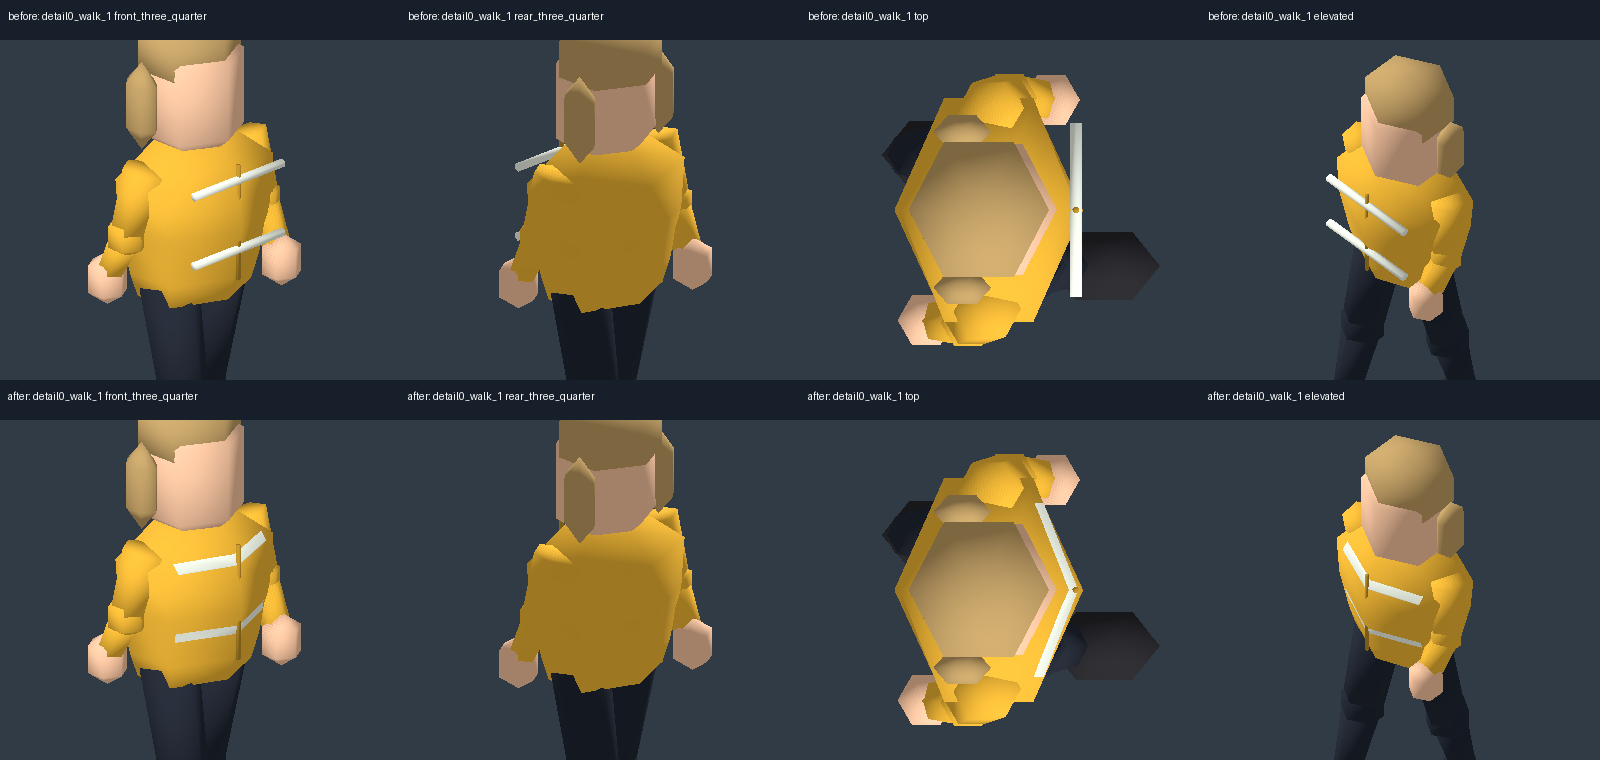 before: detail0_walk_1 front_three_quarter
before: detail0_walk_1 rear_three_quarter
before: detail0_walk_1 top
before: detail0_walk_1 elevated
after: detail0_walk_1 front_three_quarter
after: detail0_walk_1 rear_three_quarter
after: detail0_walk_1 top
after: detail0_walk_1 elevated